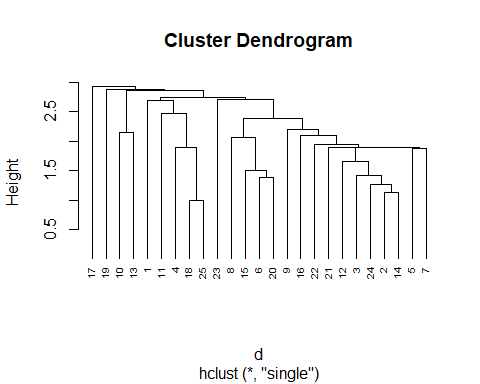 Cluster Dendrogram
Height
2.5
1.5
0.5
17 19 10 13 1 11 4 18 25 23 8 15 6 20 9 16 22 21 12 3 24 2 14 5 7
d
hclust (*, "single")